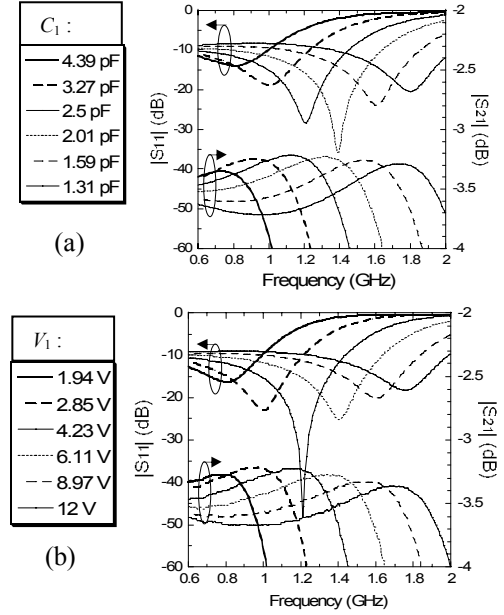 C1 :
4.39 pF
3.27 pF
2.5 pF
2.01 pF
1.59 pF
1.31 pF
(a)
0
-10
-20
-30
-40
-50
-60
|S11| (dB)
-2
-2.5
-3
-3.5
-4
|S21| (dB)
0.6 0.8 1 1.2 1.4 1.6 1.8 2
Frequency (GHz)
V1 :
1.94 V
2.85 V
4.23 V
6.11 V
8.97 V
12 V
(b)
0
-10
-20
-30
-40
-50
-60
|S11| (dB)
-2
-2.5
-3
-3.5
-4
|S21| (dB)
0.6 0.8 1 1.2 1.4 1.6 1.8 2
Frequency (GHz)